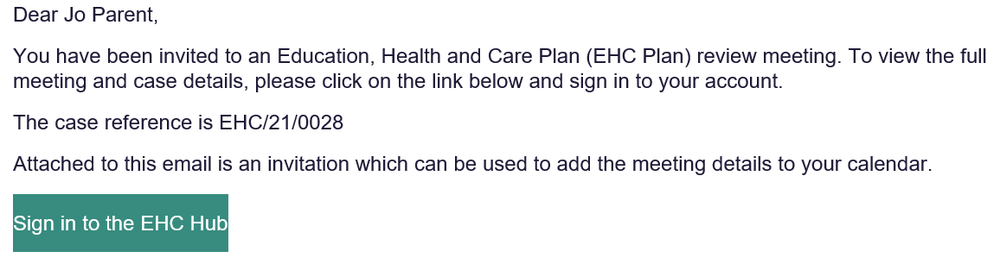 Dear Jo Parent,
You have been invited to an Education, Health and Care Plan (EHC Plan) review meeting. To view the full
meeting and case details, please click on the link below and sign in to your account.
The case reference is EHC/21/0028
Attached to this email is an invitation which can be used to add the meeting details to your calendar.
Sign in to the EHC Hub